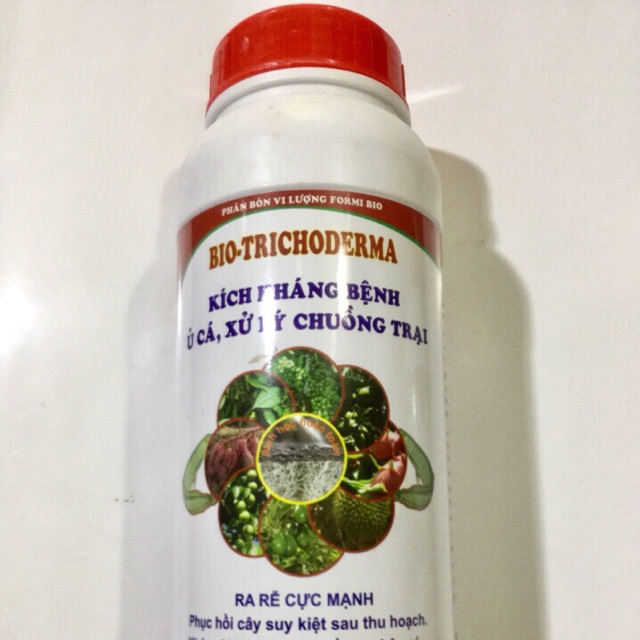 PHÂN BÓN VI LƯỢNG FORMI BIO
BIO-TRICHODERMA
KÍCH KHÁNG BỆNH
Ủ CÁ, XỬ LÝ CHUỒNG TRẠI
RA RỄ CỰC MẠNH
Phục hồi cây suy kiệt sau thu hoạch.